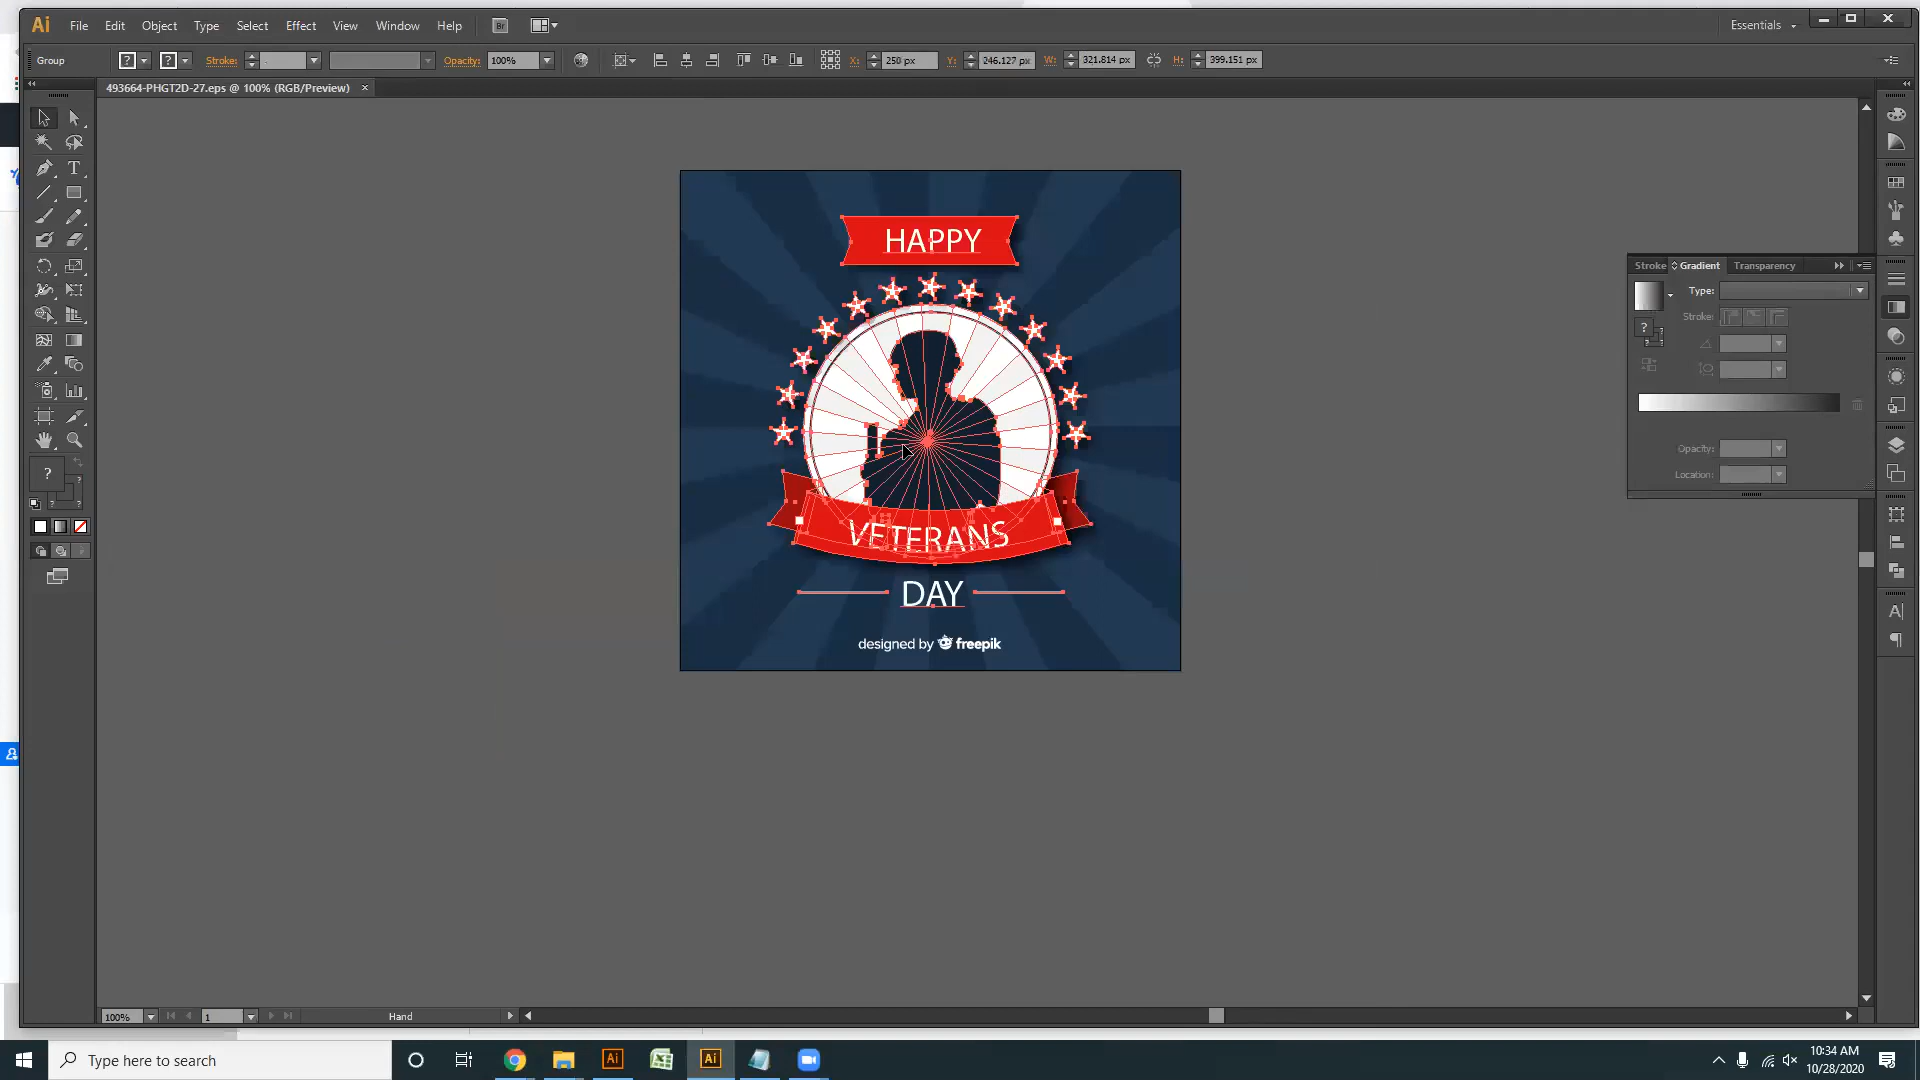 Ai File Edit Object Type Select Effect View Window Help Br Essentials
Group Stroke: Opacity: 100% X: 250 px Y: 246.127 px W: 321.814 px H: 399.151 px
493664-PHGT2D-27.eps @ 100% (RGB/Preview) ×
HAPPY
VETERANS
DAY
designed by freepik
Stroke Gradient Transparency
Type:
Stroke:
Opacity:
Location:
100% 1 Hand
Type here to search
Ai Ai
10:34 AM
10/28/2020